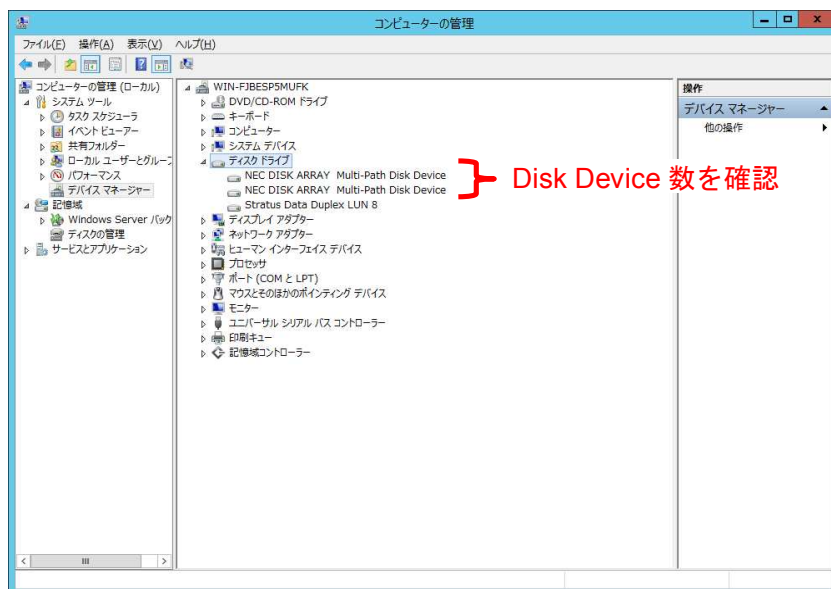 コンピューターの管理
ファイル(F) 操作(A) 表示(V) ヘルプ(H)
コンピューターの管理 (ローカル)
システム ツール
タスク スケジューラ
イベント ビューアー
共有フォルダー
ローカル ユーザーとグルーフ
パフォーマンス
デバイス マネージャー
記憶域
Windows Server バック
ディスクの管理
サービスとアプリケーション
WIN-FJBESP5MUFK
DVD/CD-ROM ドライブ
キーボード
コンピューター
システム デバイス
ディスク ドライブ
NEC DISK ARRAY Multi-Path Disk Device
NEC DISK ARRAY Multi-Path Disk Device
Stratus Data Duplex LUN 8
ディスプレイ アダプター
ネットワーク アダプター
ヒューマン インターフェイス デバイス
プロセッサ
ポート (COM と LPT)
マウスとそのほかのポインティング デバイス
モニター
ユニバーサル シリアル バス コントローラー
印刷キュー
記憶域コントローラー
Disk Device 数を確認
操作
デバイス マネージャー
他の操作